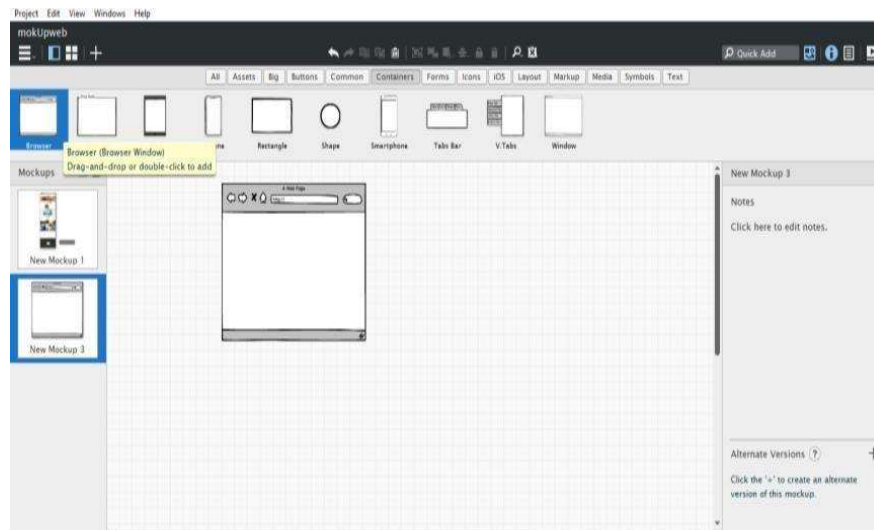 Project Edit View Windows Help
mokUpweb
Quick Add
All Assets Big Buttons Common Containers Forms Icons iOS Layout Markup Media Symbols Text
Browser Rectangle Shape Smartphone Tabs Bar V.Tabs Window
Browser (Browser Window)
Drag-and-drop or double-click to add
Mockups
New Mockup 1
New Mockup 3
A Web Page
New Mockup 3
Notes
Click here to edit notes.
Alternate Versions ?
Click the '+' to create an alternate
version of this mockup.